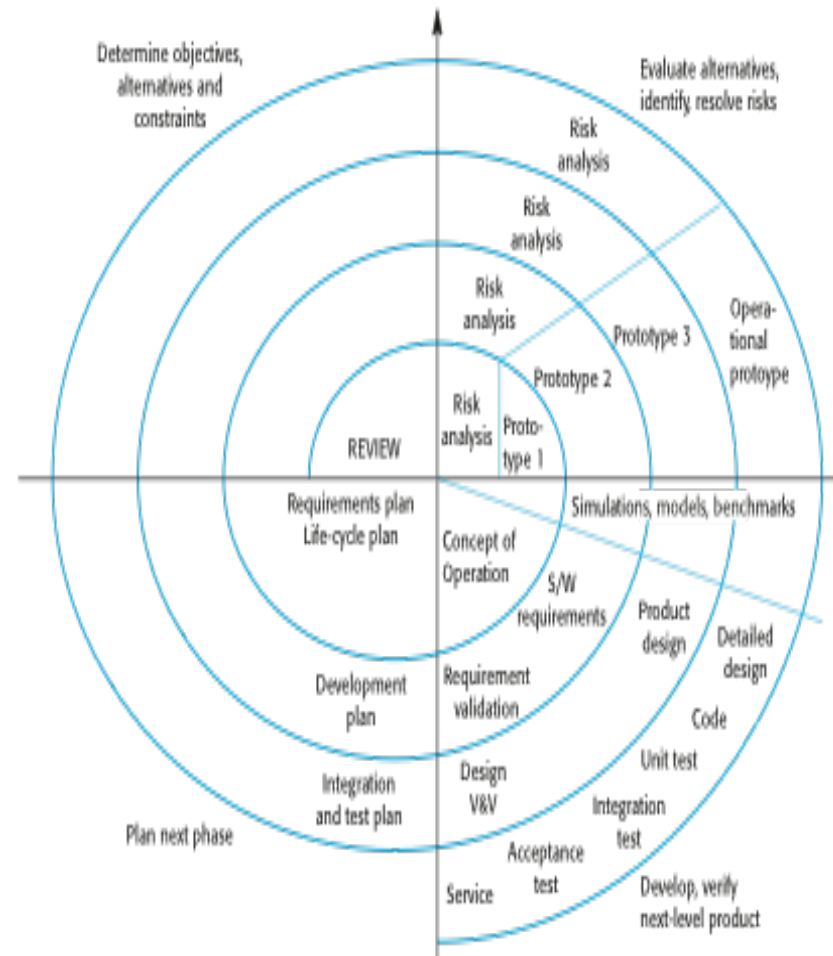 Determine objectives,
alternatives and
constraints
Evaluate alternatives,
identify, resolve risks
Risk
analysis
Risk
analysis
Risk
analysis
Risk
analysis
Proto-
type 1
Prototype 2
Prototype 3
Opera-
tional
protoype
REVIEW
Requirements plan
Life-cycle plan
Simulations, models, benchmarks
Concept of
Operation
S/W
requirements
Product
design
Detailed
design
Development
plan
Requirement
validation
Code
Unit test
Integration
and test plan
Design
V&V
Integration
test
Plan next phase
Acceptance
test
Service
Develop, verify
next-level product